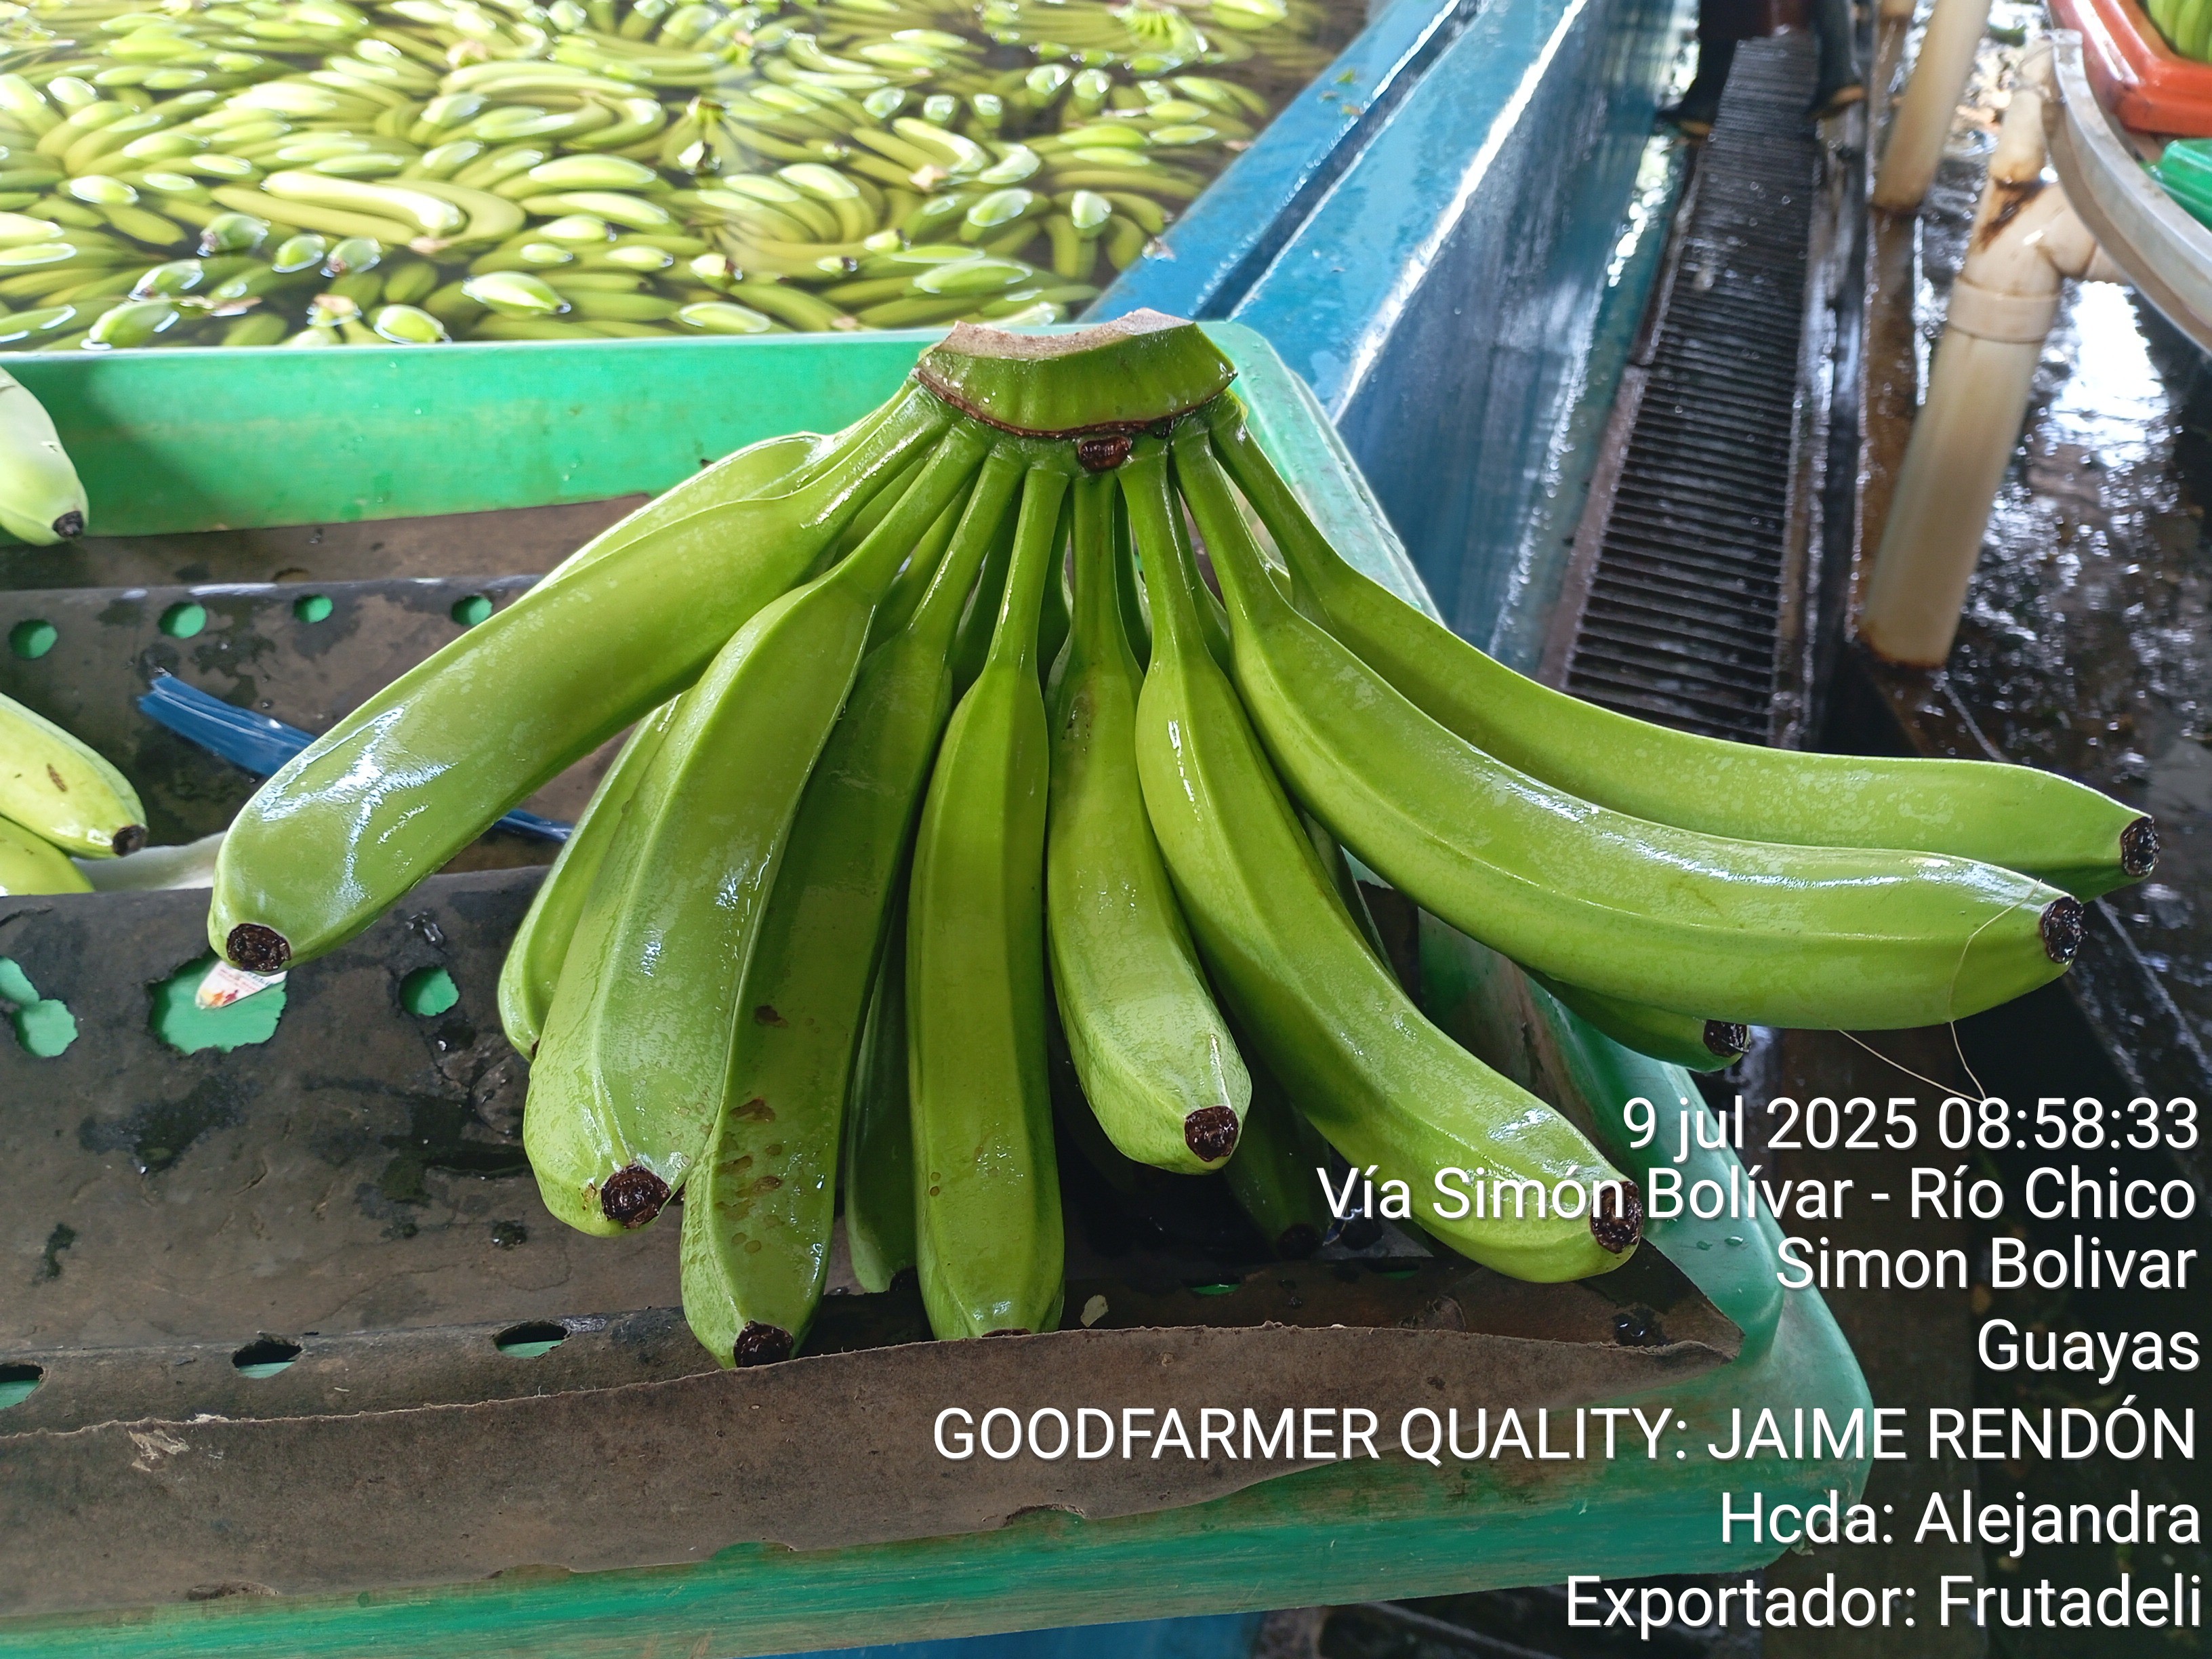 9 jul 2025 08:58:33
Vía Simón Bolívar - Río Chico
Simon Bolivar
Guayas
GOODFARMER QUALITY: JAIME RENDÓN
Hcda: Alejandra
Exportador: Frutadeli